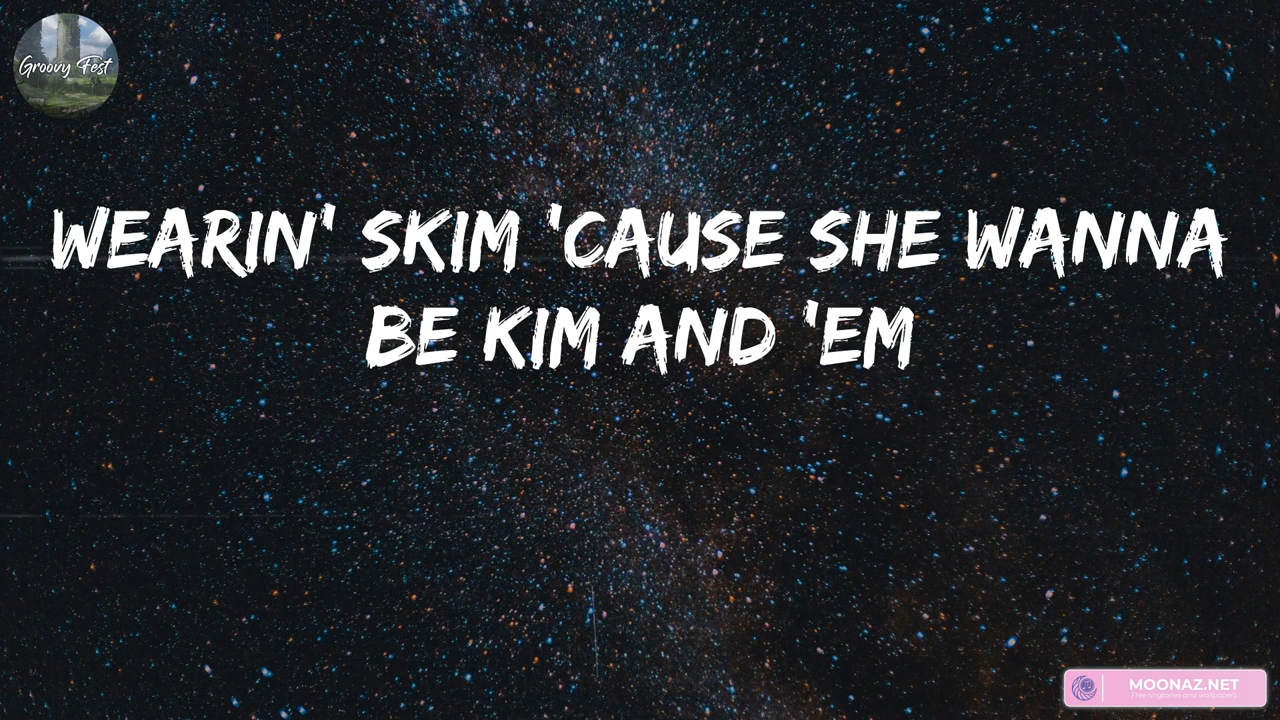 Groovy Fest
WEARIN' SKIM 'CAUSE SHE WANNA
BE KIM AND 'EM
MOONAZ.NET
Free ringtones and wallpapers